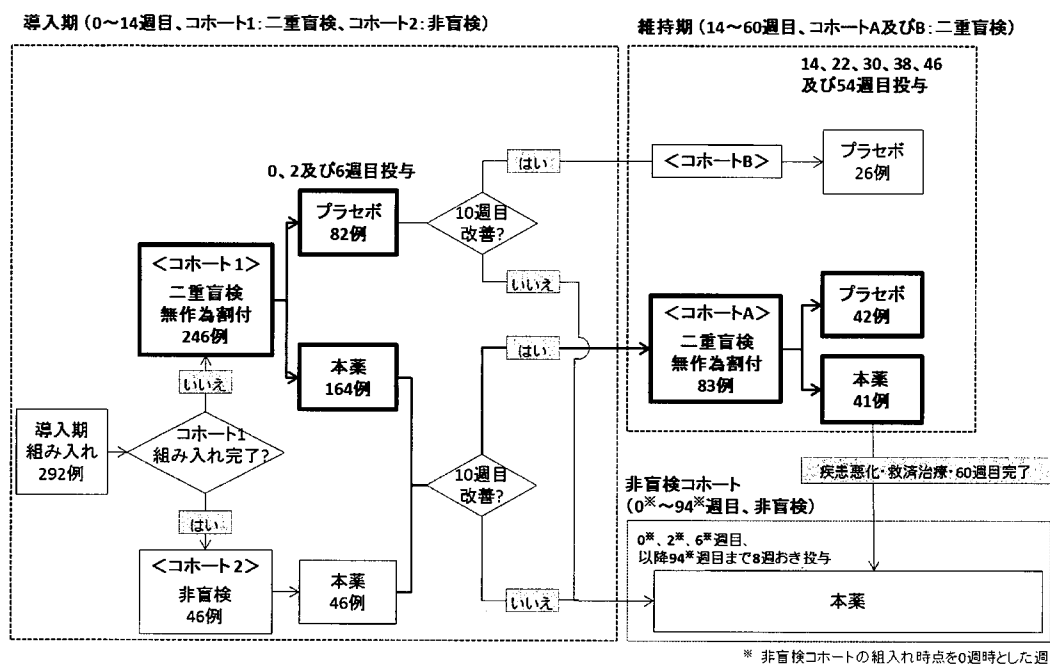 導入期（0～14週目、コホート1：二重盲検、コホート2：非盲検）
0、2及び6週目投与
プラセボ
82例
10週目
改善?
はい
いいえ
＜コホート1＞
二重盲検
無作為割付
246例
本薬
164例
いいえ
導入期
組み入れ
292例
コホート1
組み入れ完了?
はい
＜コホート2＞
非盲検
46例
本薬
46例
10週目
改善?
はい
いいえ
維持期（14～60週目、コホートA及びB：二重盲検）
14、22、30、38、46
及び54週目投与
＜コホートB＞
プラセボ
26例
＜コホートA＞
二重盲検
無作為割付
83例
プラセボ
42例
本薬
41例
疾患悪化・救済治療・60週目完了
非盲検コホート
（0※～94※週目、非盲検）
0※、2※、6※週目、
以降94※週目まで8週おき投与
本薬
※ 非盲検コホートの組入れ時点を0週時とした週